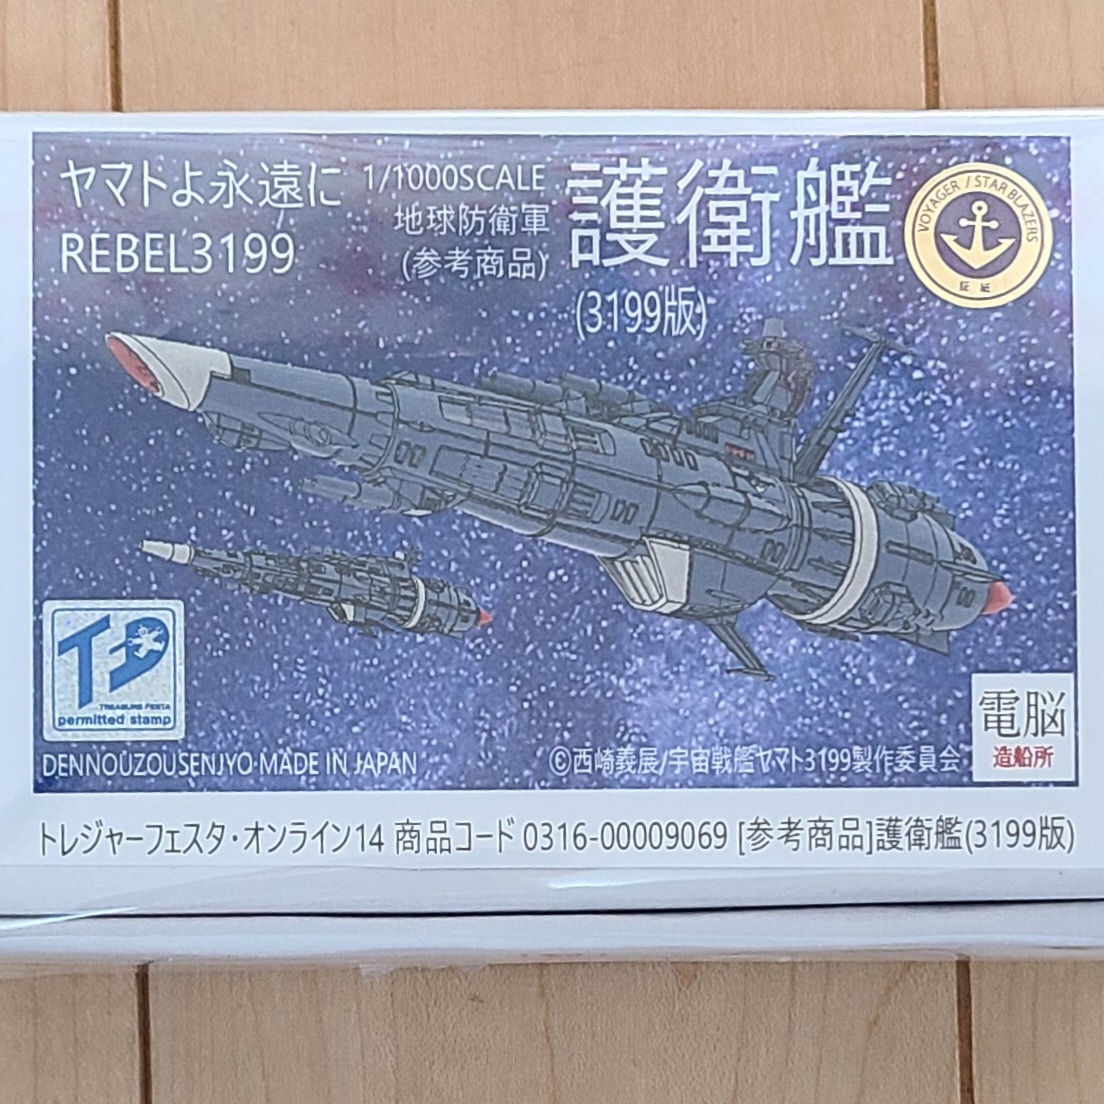 ヤマトよ永遠に
REBEL3199
1/1000SCALE
地球防衛軍
(参考商品)
護衛艦
(3199版)
VOYAGER / STAR BLAZERS
証紙
TREASURE FESTA
permitted stamp
DENNOUZOUSENJYO MADE IN JAPAN
©西崎義展/宇宙戦艦ヤマト3199製作委員会
電脳
造船所
トレジャーフェスタ・オンライン14 商品コード 0316-00009069 [参考商品]護衛艦(3199版)